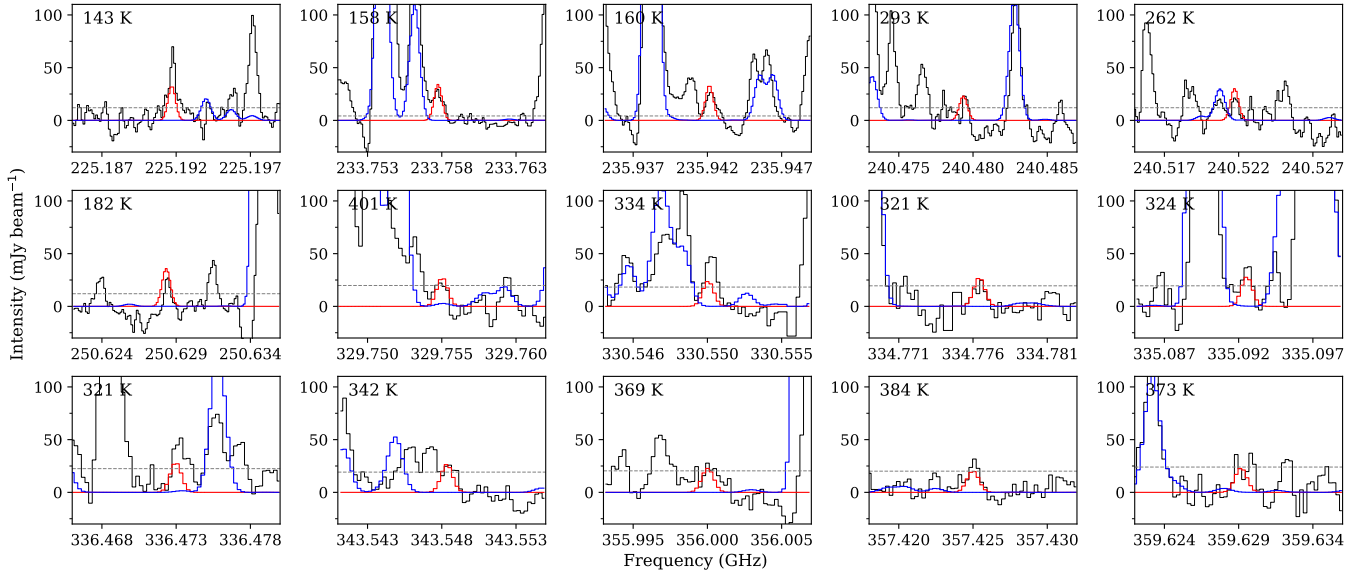 143 K 158 K 160 K 293 K 262 K
100
50
0
225.187 225.192 225.197 233.753 233.758 233.763 235.937 235.942 235.947 240.475 240.480 240.485 240.517 240.522 240.527
182 K 401 K 334 K 321 K 324 K
100
50
0
250.624 250.629 250.634 329.750 329.755 329.760 330.546 330.550 330.555 334.771 334.776 334.781 335.087 335.092 335.097
321 K 342 K 369 K 384 K 373 K
100
50
0
336.468 336.473 336.478 343.543 343.548 343.553 355.995 356.000 356.005 357.420 357.425 357.430 359.624 359.629 359.634
Intensity (mJy beam⁻¹)
Frequency (GHz)